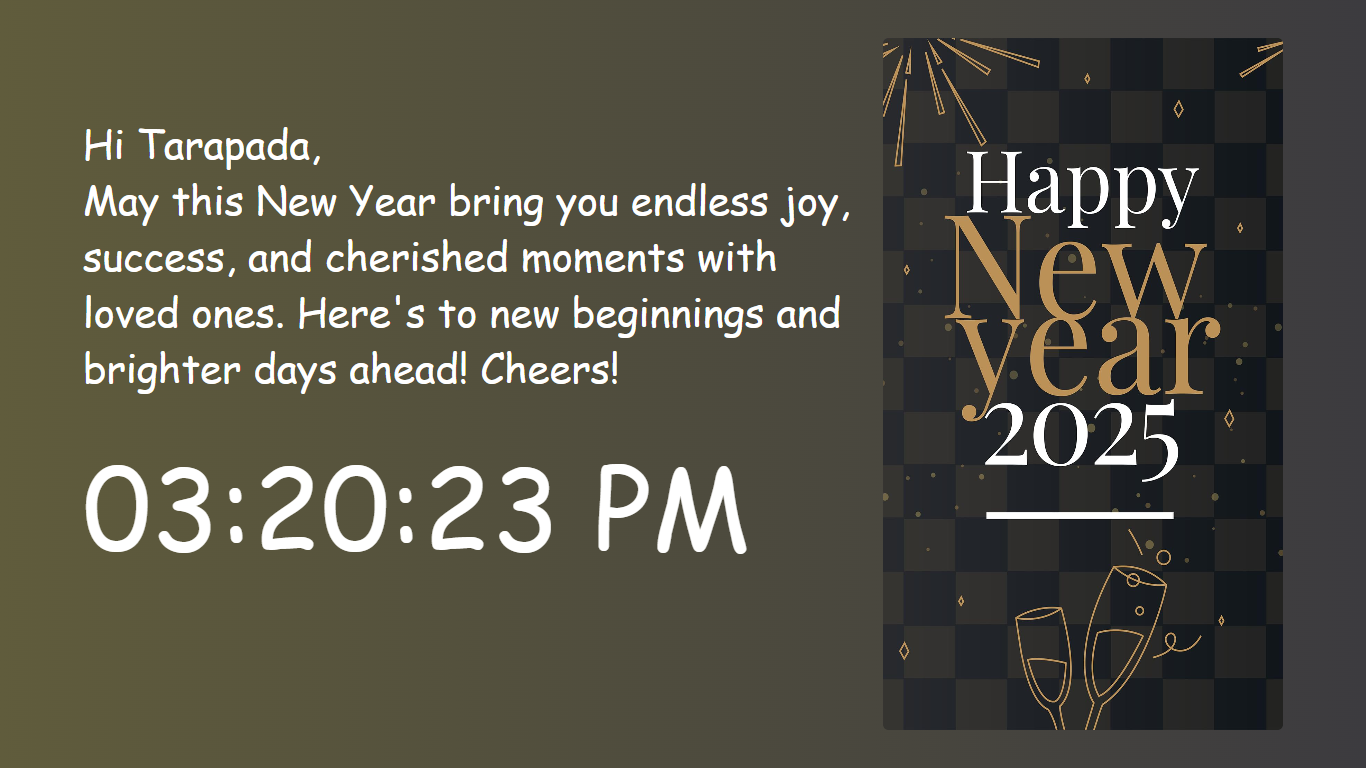 Hi Tarapada,
May this New Year bring you endless joy,
success, and cherished moments with
loved ones. Here's to new beginnings and
brighter days ahead! Cheers!
03:20:23 PM
Happy
New
year
2025